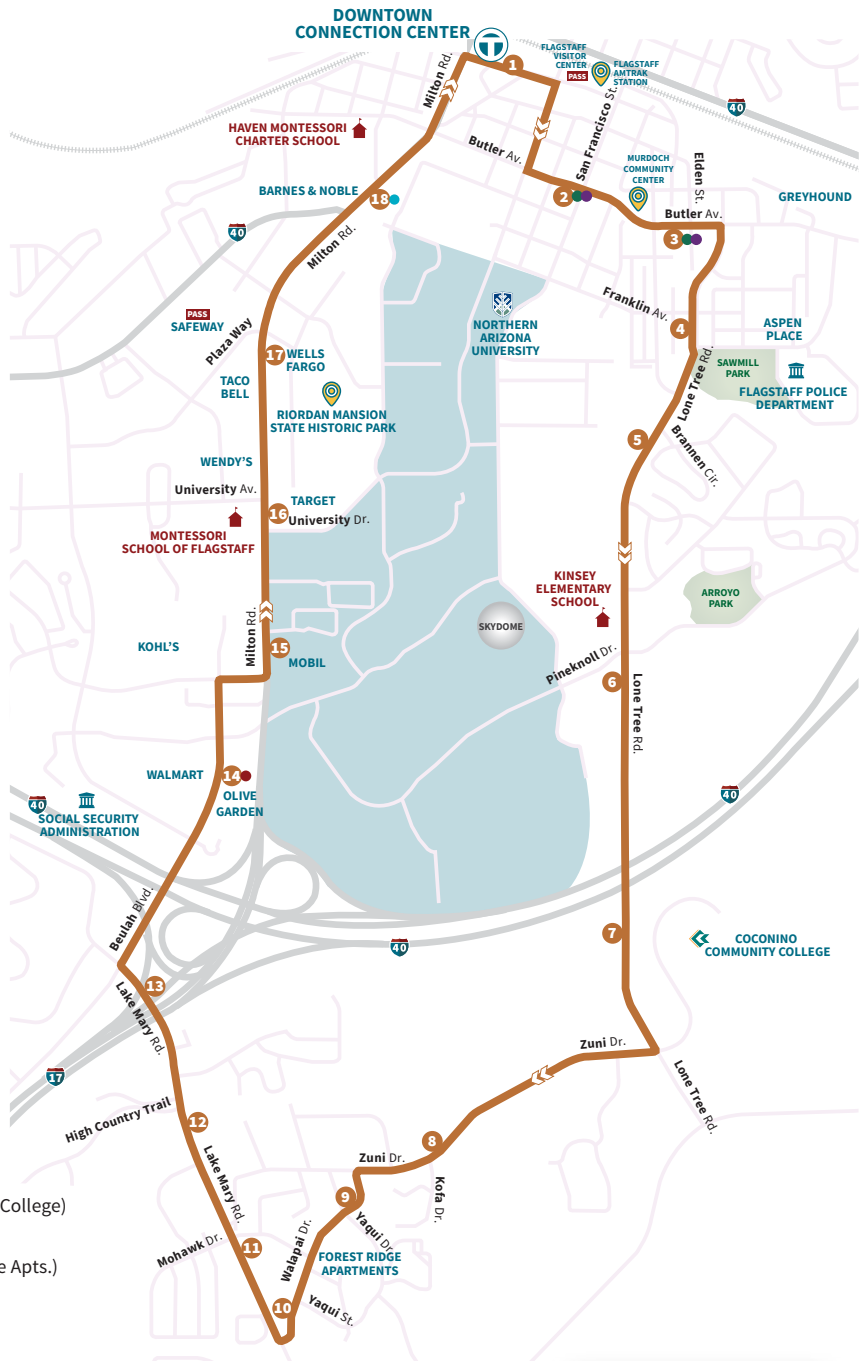 DOWNTOWN
CONNECTION CENTER
1
FLAGSTAFF
VISITOR
CENTER
PASS
FLAGSTAFF
AMTRAK
STATION
40
Milton Rd.
HAVEN MONTESSORI
CHARTER SCHOOL
Butler Av.
San Francisco St.
MURDOCH
COMMUNITY
CENTER
Elden St.
GREYHOUND
BARNES & NOBLE
18
2
Butler Av.
3
40
Milton Rd.
Franklin Av.
4
PASS
SAFEWAY
Plaza Way
NORTHERN
ARIZONA
UNIVERSITY
ASPEN
PLACE
17
WELLS
FARGO
TACO
BELL
Lone Tree Rd.
SAWMILL
PARK
FLAGSTAFF POLICE
DEPARTMENT
RIORDAN MANSION
STATE HISTORIC PARK
5
Brannen Cir.
WENDY'S
University Av.
TARGET
16
University Dr.
MONTESSORI
SCHOOL OF FLAGSTAFF
KINSEY
ELEMENTARY
SCHOOL
ARROYO
PARK
SKYDOME
Milton Rd.
KOHL'S
15
MOBIL
Pineknoll Dr.
6
Lone Tree Rd.
WALMART
14
OLIVE
GARDEN
40
40
SOCIAL SECURITY
ADMINISTRATION
Beulah Blvd.
7
40
COCONINO
COMMUNITY COLLEGE
13
Lake Mary Rd.
Zuni Dr.
17
Lone Tree Rd.
High Country Trail
12
8
Zuni Dr.
Lake Mary Rd.
Kofa Dr.
College)
9
Yaqui Dr.
Mohawk Dr.
11
Walapai Dr.
FOREST RIDGE
APARTMENTS
e Apts.)
10
Yaqui St.